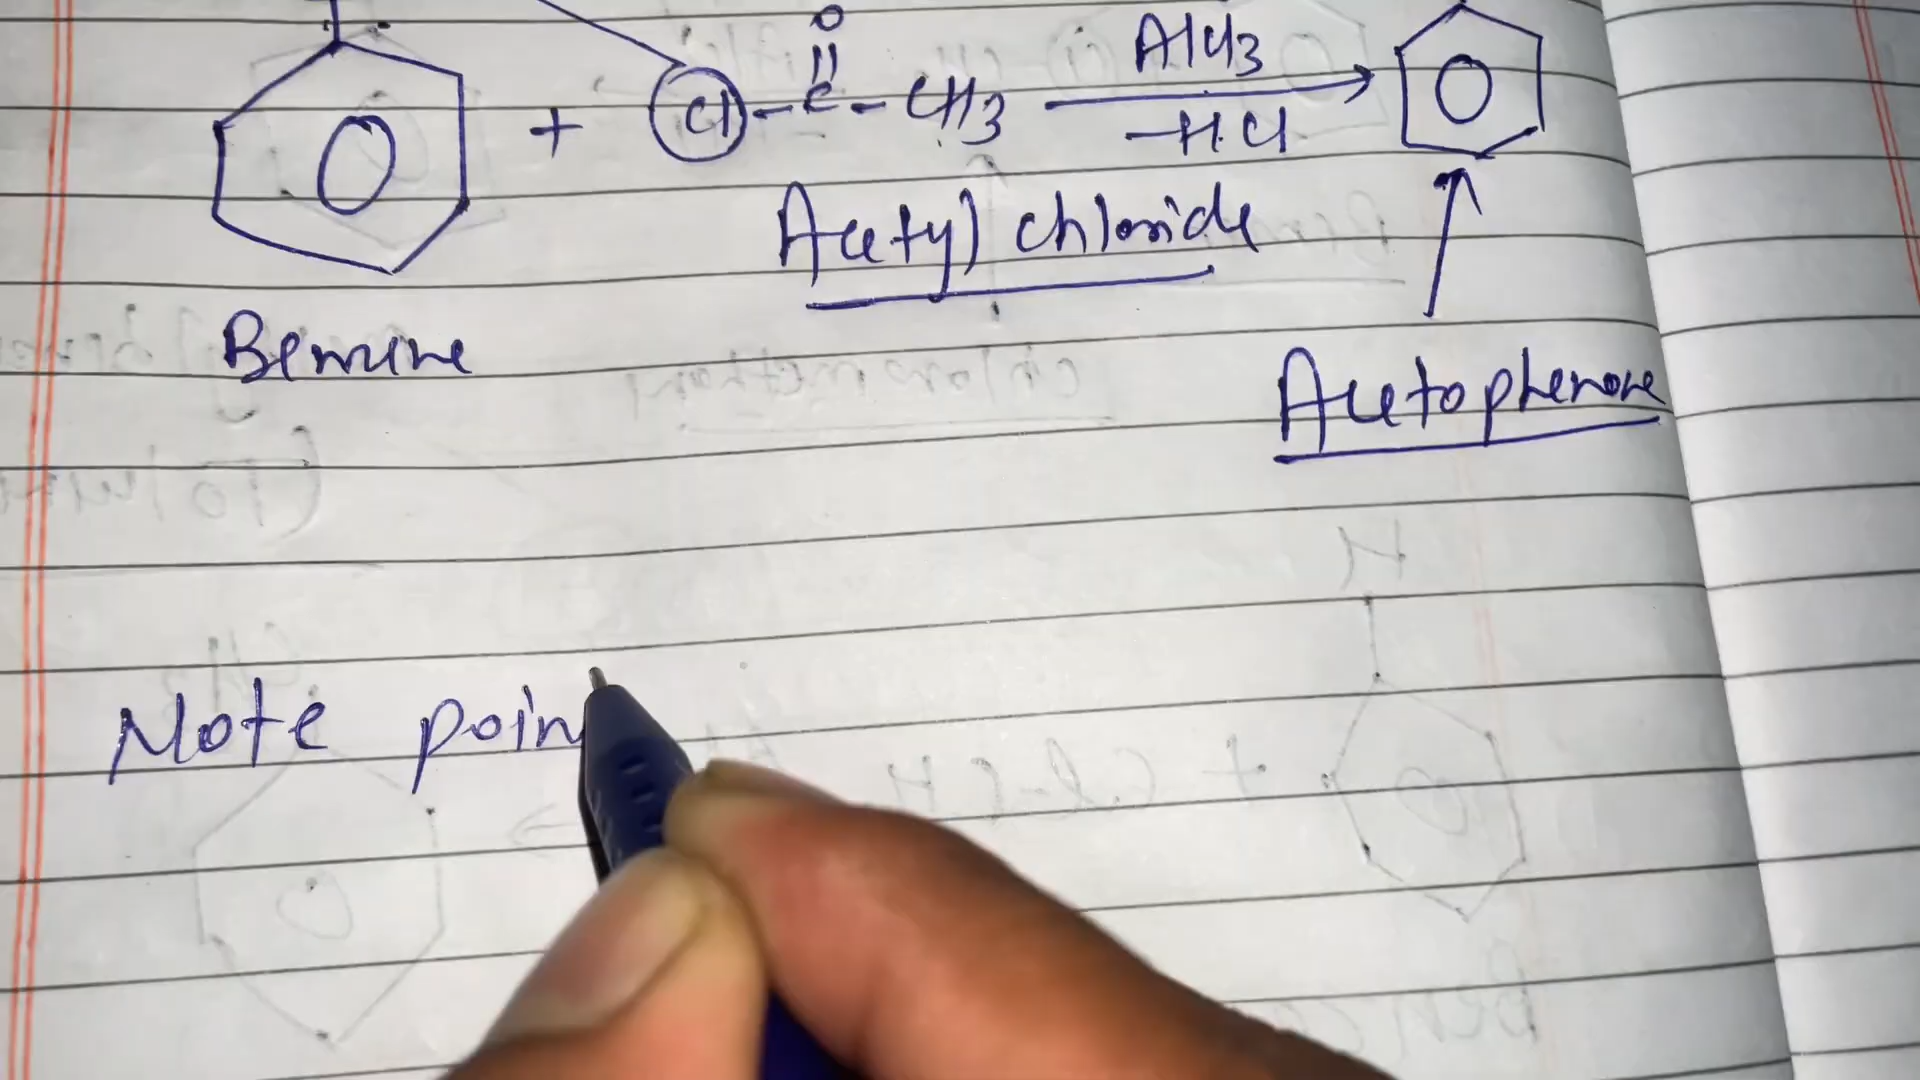 O
||
+ Cl - C - CH3 AlCl3
-HCl
Acetyl chloride
Benzene
Acetophenone
Note poin